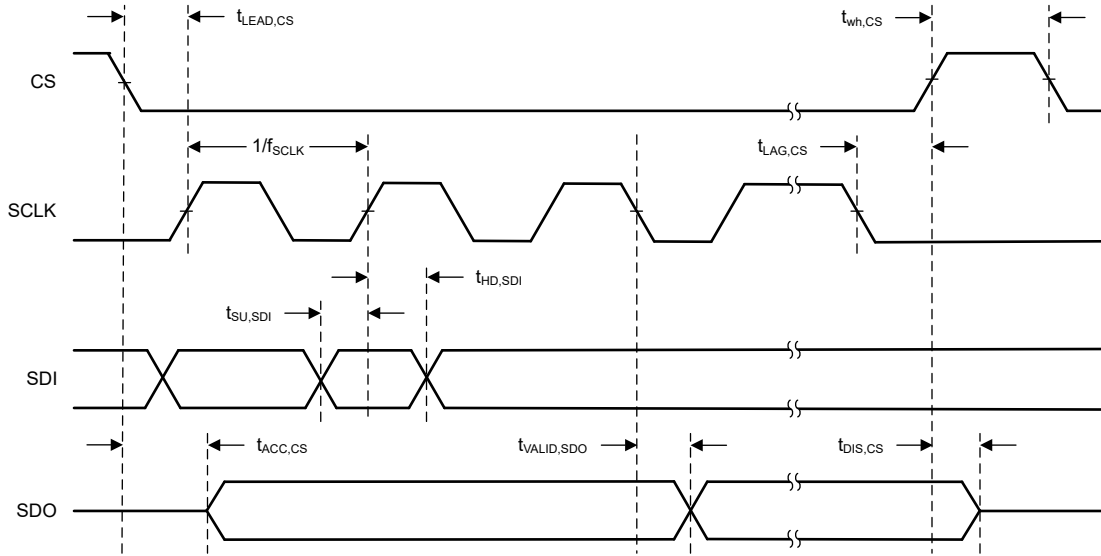 tLEAD,CS
twh,CS
CS
1/fSCLK
tLAG,CS
SCLK
tHD,SDI
tSU,SDI
SDI
tACC,CS
tVALID,SDO
tDIS,CS
SDO